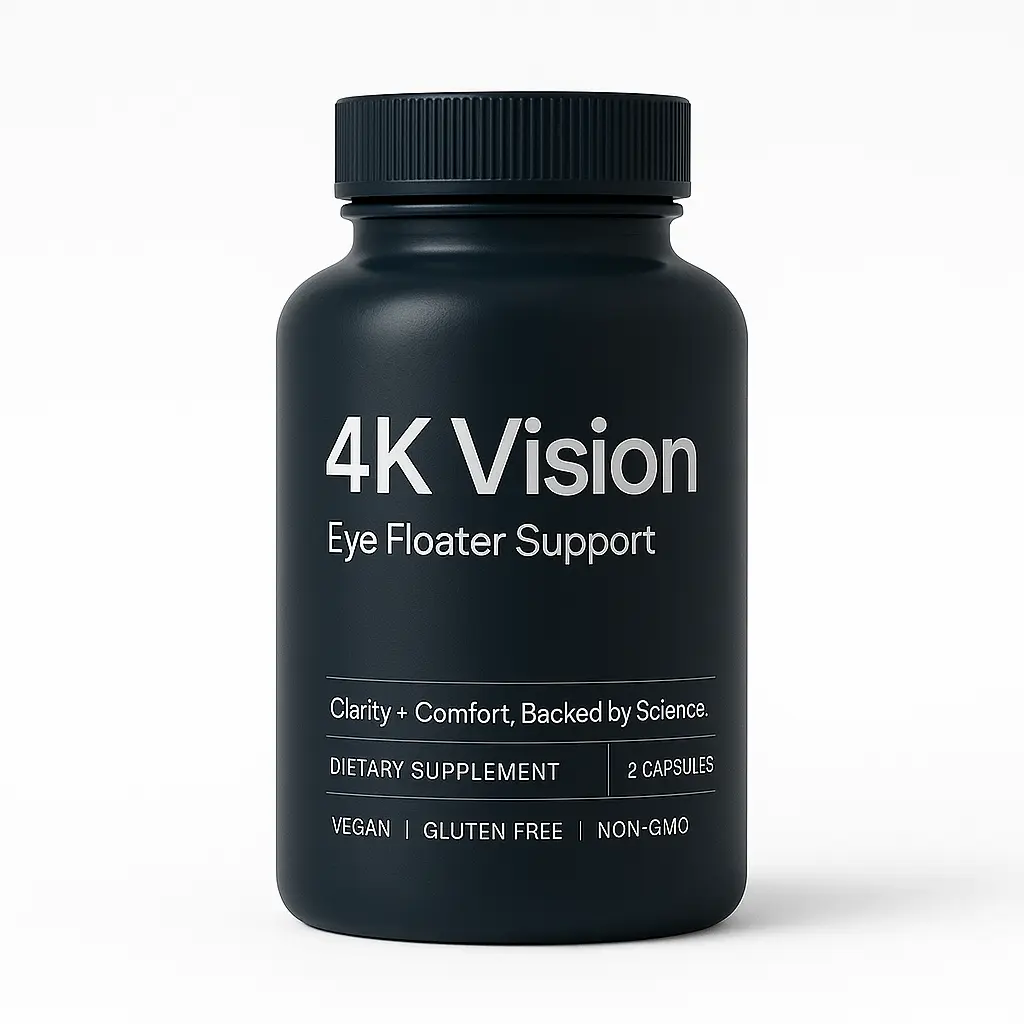 4K Vision
Eye Floater Support
Clarity + Comfort, Backed by Science.
DIETARY SUPPLEMENT | 2 CAPSULES
VEGAN | GLUTEN FREE | NON-GMO